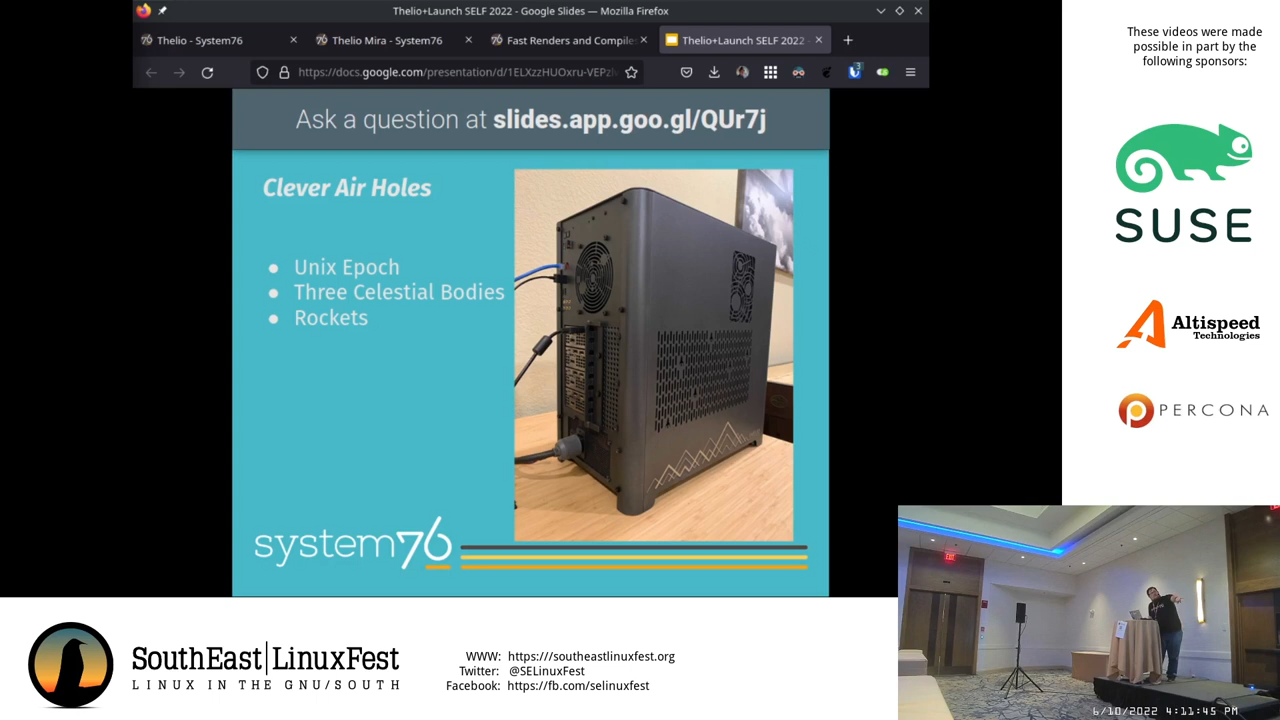 Thelio+Launch SELF 2022 - Google Slides — Mozilla Firefox
Thelio - System76
Thelio Mira - System76
Fast Renders and Compiles
Thelio+Launch SELF 2022 -
https://docs.google.com/presentation/d/1ELXzzHUOxru-VEPz
3
Ask a question at slides.app.goo.gl/QUr7j
Clever Air Holes
● Unix Epoch
● Three Celestial Bodies
● Rockets
system76
These videos were made
possible in part by the
following sponsors:
SUSE
Altispeed
Technologies
PERCONA
EXIT
6/10/2022 4:11:45 PM
SouthEast LinuxFest
LINUX IN THE GNU/SOUTH
WWW: https://southeastlinuxfest.org
Twitter: @SELinuxFest
Facebook: https://fb.com/selinuxfest